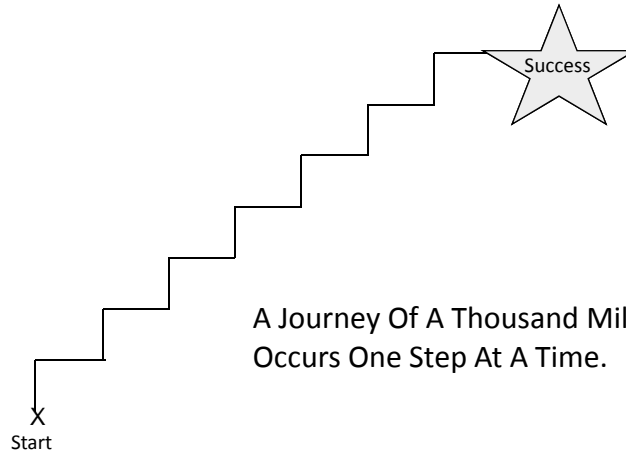 Success
A Journey Of A Thousand Mil
Occurs One Step At A Time.
X
Start